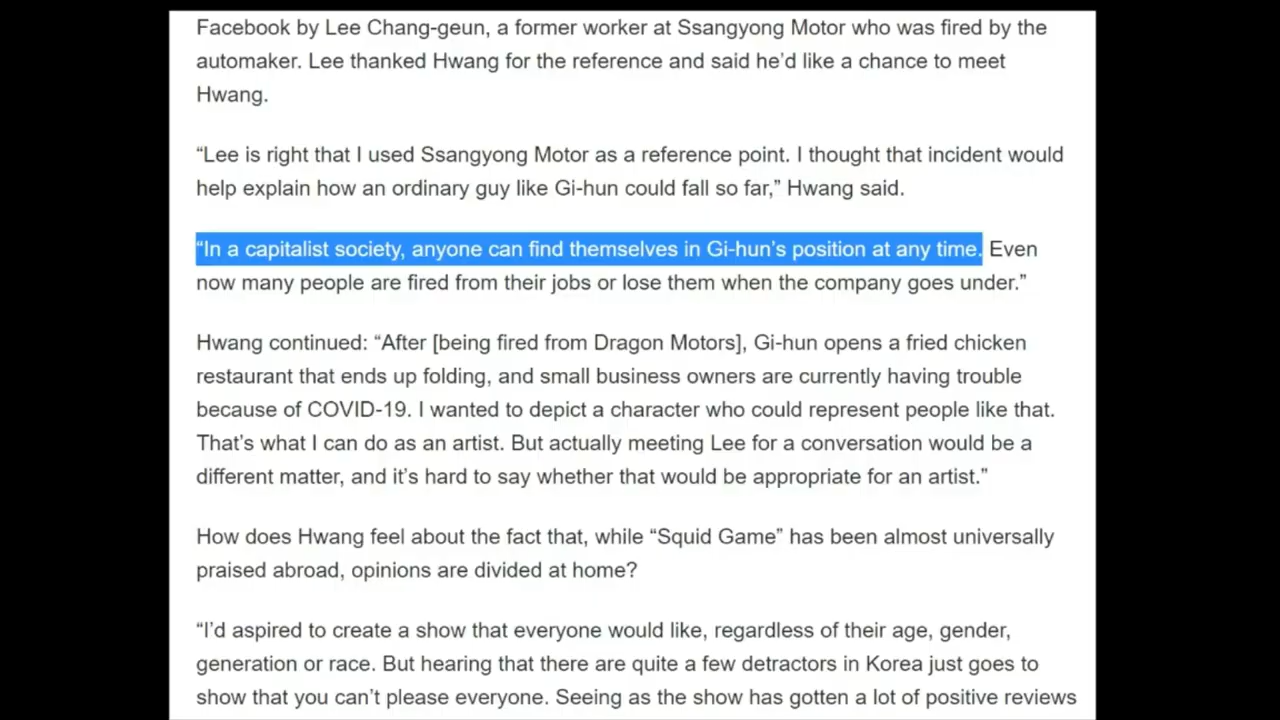 Facebook by Lee Chang-geun, a former worker at Ssangyong Motor who was fired by the
automaker. Lee thanked Hwang for the reference and said he’d like a chance to meet
Hwang.
“Lee is right that I used Ssangyong Motor as a reference point. I thought that incident would
help explain how an ordinary guy like Gi-hun could fall so far,” Hwang said.
“In a capitalist society, anyone can find themselves in Gi-hun’s position at any time. Even
now many people are fired from their jobs or lose them when the company goes under.”
Hwang continued: “After [being fired from Dragon Motors], Gi-hun opens a fried chicken
restaurant that ends up folding, and small business owners are currently having trouble
because of COVID-19. I wanted to depict a character who could represent people like that.
That’s what I can do as an artist. But actually meeting Lee for a conversation would be a
different matter, and it’s hard to say whether that would be appropriate for an artist.”
How does Hwang feel about the fact that, while “Squid Game” has been almost universally
praised abroad, opinions are divided at home?
“I’d aspired to create a show that everyone would like, regardless of their age, gender,
generation or race. But hearing that there are quite a few detractors in Korea just goes to
show that you can’t please everyone. Seeing as the show has gotten a lot of positive reviews